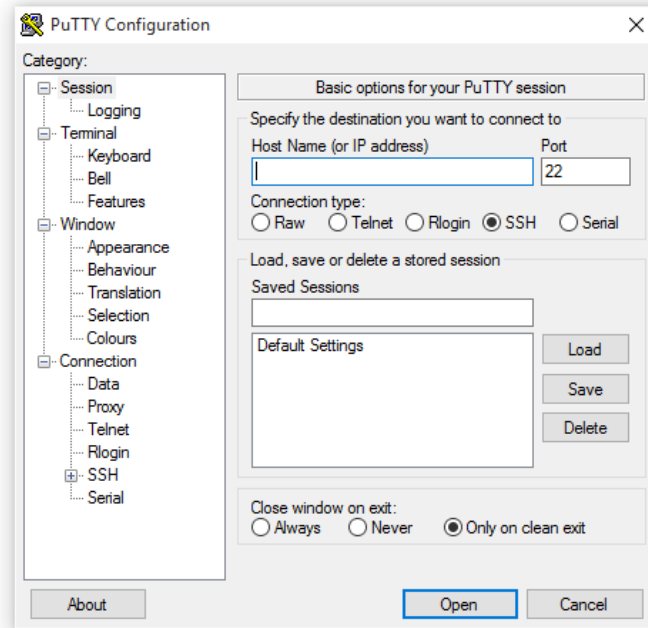 PuTTY Configuration
Category:
Session
Logging
Terminal
Keyboard
Bell
Features
Window
Appearance
Behaviour
Translation
Selection
Colours
Connection
Data
Proxy
Telnet
Rlogin
SSH
Serial
Basic options for your PuTTY session
Specify the destination you want to connect to
Host Name (or IP address) Port
22
Connection type:
Raw Telnet Rlogin SSH Serial
Load, save or delete a stored session
Saved Sessions
Default Settings
Load
Save
Delete
Close window on exit:
Always Never Only on clean exit
About Open Cancel